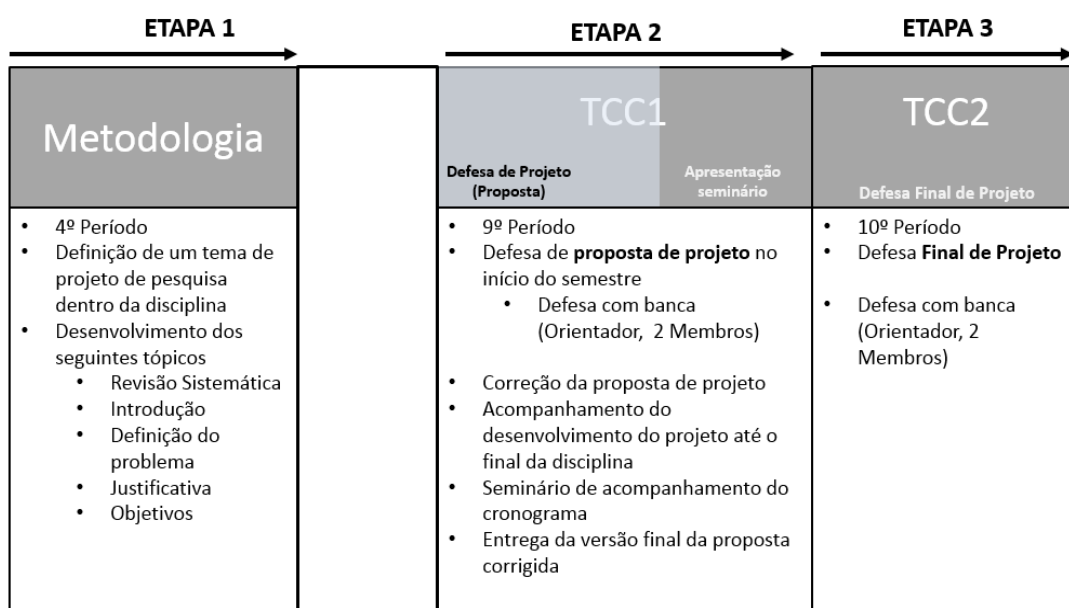 ETAPA 1
Metodologia
• 4º Período
• Definição de um tema de
projeto de pesquisa
dentro da disciplina
• Desenvolvimento dos
seguintes tópicos
• Revisão Sistemática
• Introdução
• Definição do
problema
• Justificativa
• Objetivos
ETAPA 2
TCC1
Defesa de Projeto
(Proposta)
Apresentação
seminário
• 9º Período
• Defesa de proposta de projeto no
início do semestre
• Defesa com banca
(Orientador, 2 Membros)
• Correção da proposta de projeto
• Acompanhamento do
desenvolvimento do projeto até o
final da disciplina
• Seminário de acompanhamento do
cronograma
• Entrega da versão final da proposta
corrigida
ETAPA 3
TCC2
Defesa Final de Projeto
• 10º Período
• Defesa Final de Projeto
• Defesa com banca
(Orientador, 2
Membros)